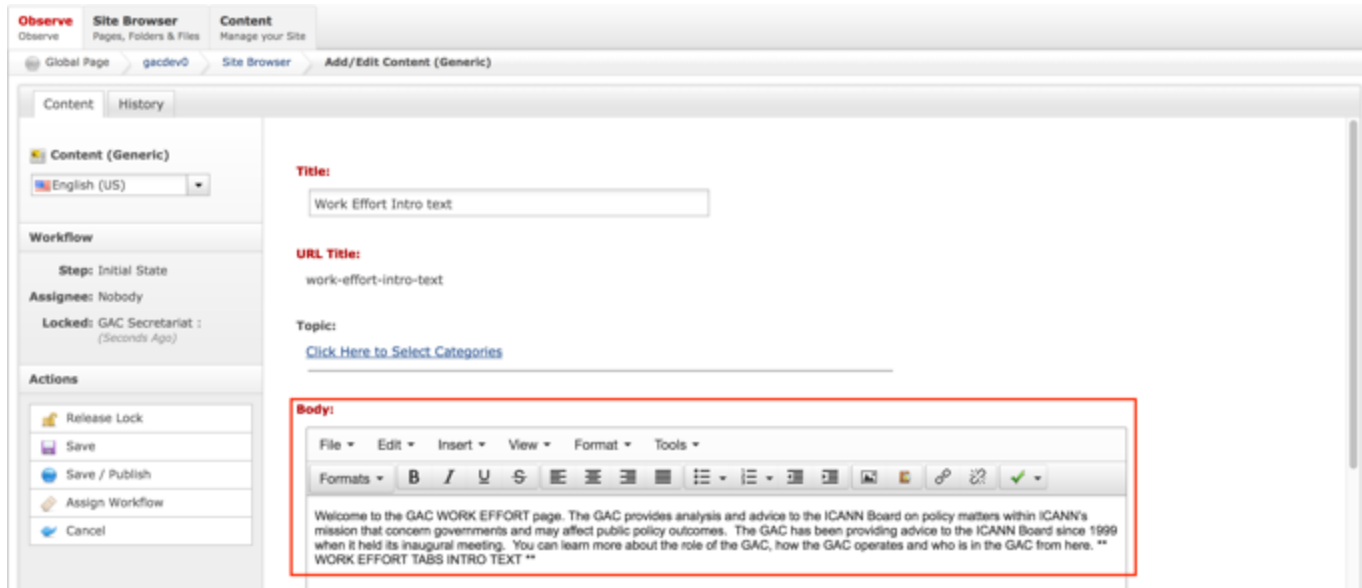 Observe Site Browser Content
Observe Pages, Folders & Files Manage your Site
Global Page gacdev0 Site Browser Add/Edit Content (Generic)
Content History
Content (Generic)
English (US)
Workflow
Step: Initial State
Assignee: Nobody
Locked: GAC Secretariat :
(Seconds Ago)
Actions
Release Lock
Save
Save / Publish
Assign Workflow
Cancel
Title:
Work Effort Intro text
URL Title:
work-effort-intro-text
Topic:
Click Here to Select Categories
Body:
File Edit Insert View Format Tools
Formats B I U S
Welcome to the GAC WORK EFFORT page. The GAC provides analysis and advice to the ICANN Board on policy matters within ICANN's
mission that concern governments and may affect public policy outcomes. The GAC has been providing advice to the ICANN Board since 1999
when it held its inaugural meeting. You can learn more about the role of the GAC, how the GAC operates and who is in the GAC from here. **
WORK EFFORT TABS INTRO TEXT **